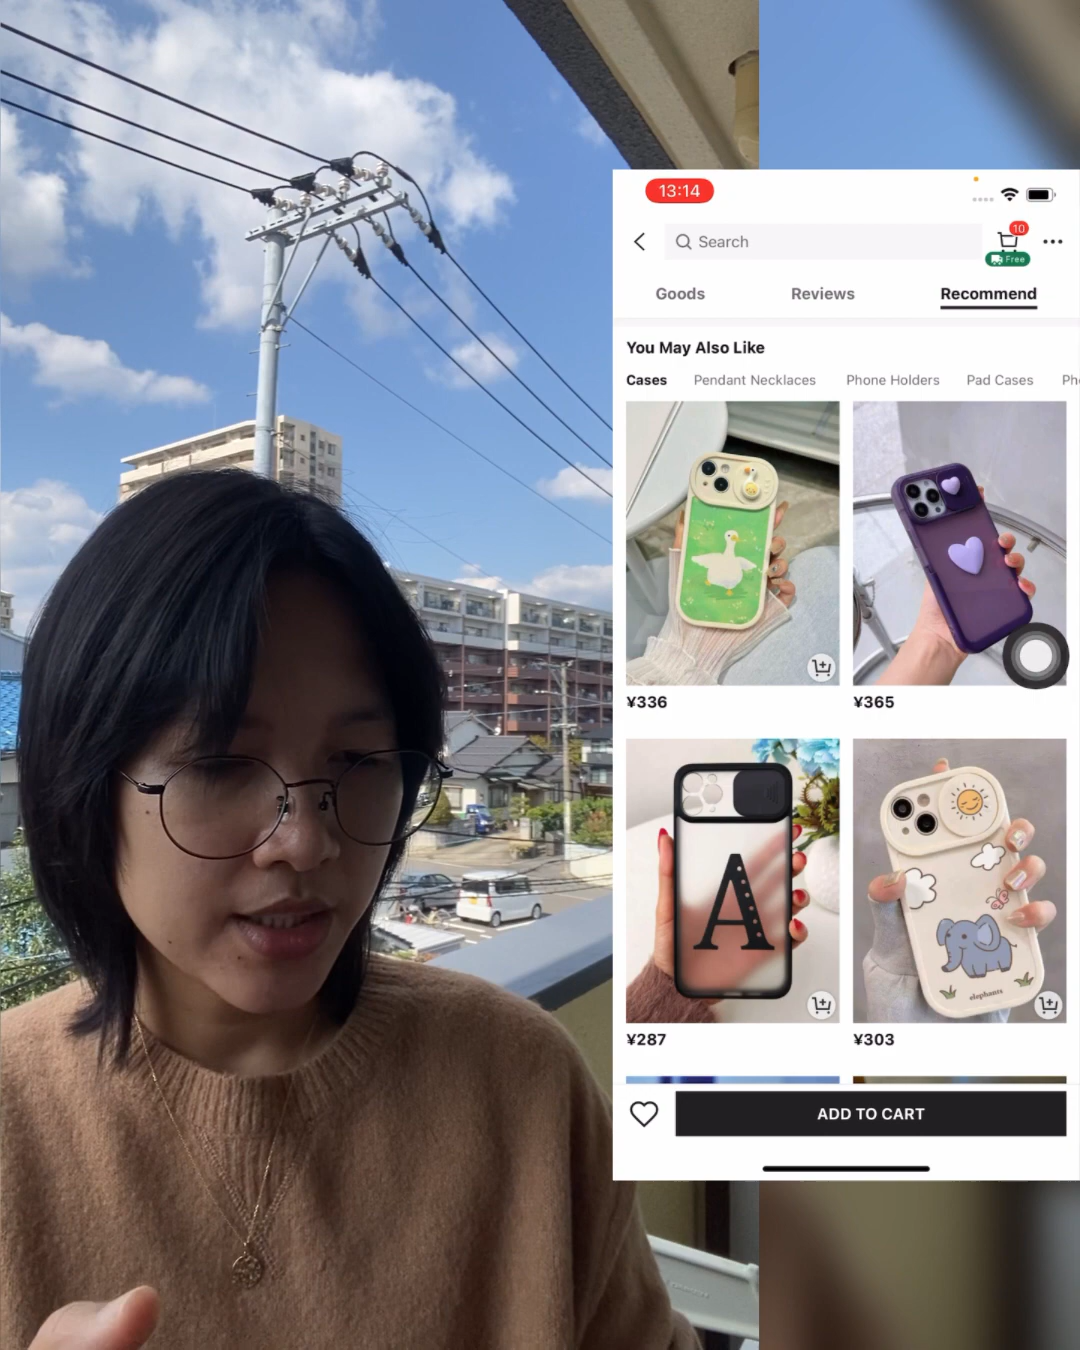 13:14
Search
10
Free
Goods Reviews Recommend
You May Also Like
Cases Pendant Necklaces Phone Holders Pad Cases
¥336 ¥365
A
elephants
¥287 ¥303
ADD TO CART